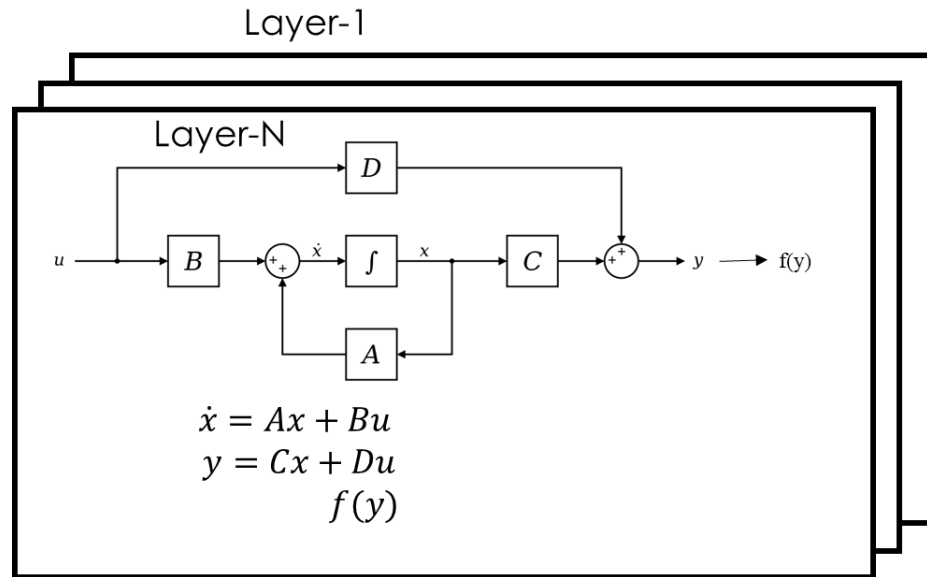 Layer-1
Layer-N
D
u B + + ẋ ∫ x C + + y f(y)
A
ẋ = Ax + Bu
y = Cx + Du
f(y)